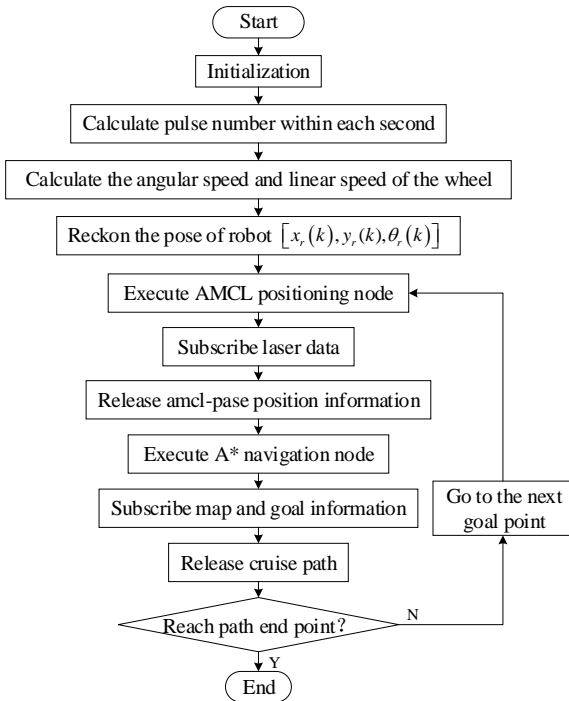 Start
Initialization
Calculate pulse number within each second
Calculate the angular speed and linear speed of the wheel
Reckon the pose of robot [x_r(k), y_r(k), θ_r(k)]
Execute AMCL positioning node
Subscribe laser data
Release amcl-pase position information
Execute A* navigation node
Subscribe map and goal information
Go to the next
goal point
Release cruise path
Reach path end point?
N
Y
End